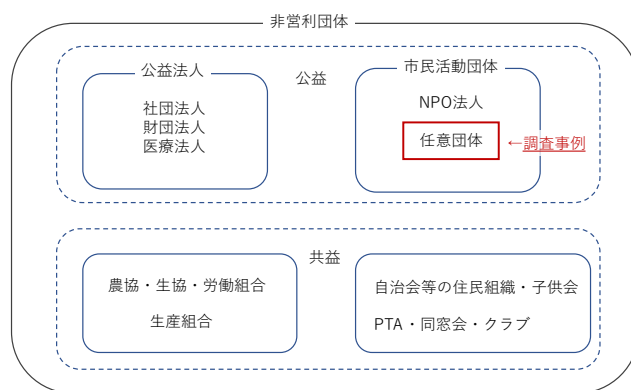 非営利団体
公益法人
公益
市民活動団体
社団法人
財団法人
医療法人
NPO法人
任意団体
←調査事例
共益
農協・生協・労働組合
生産組合
自治会等の住民組織・子供会
PTA・同窓会・クラブ